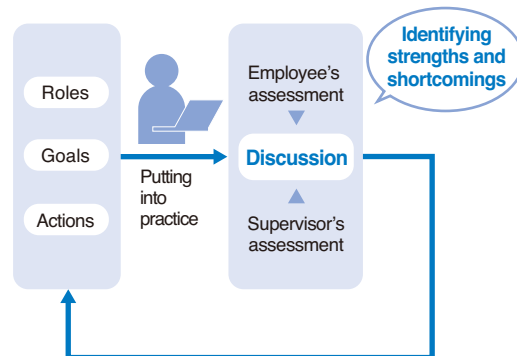 Roles
Goals
Actions
Putting
into
practice
Employee's
assessment
Discussion
Supervisor's
assessment
Identifying
strengths and
shortcomings